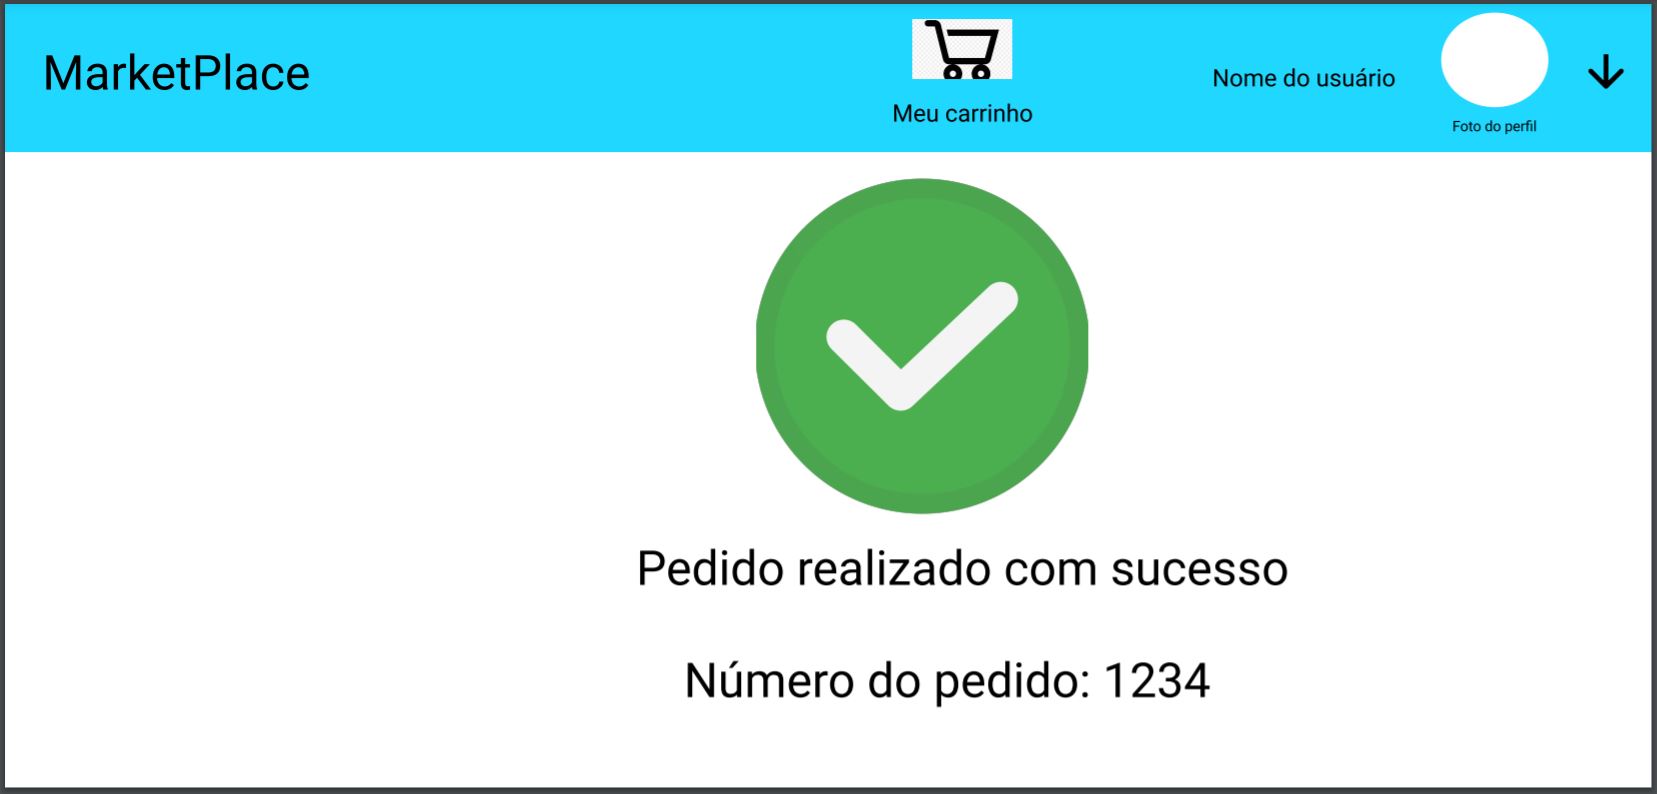 MarketPlace
Meu carrinho
Nome do usuário
Foto do perfil
Pedido realizado com sucesso
Número do pedido: 1234